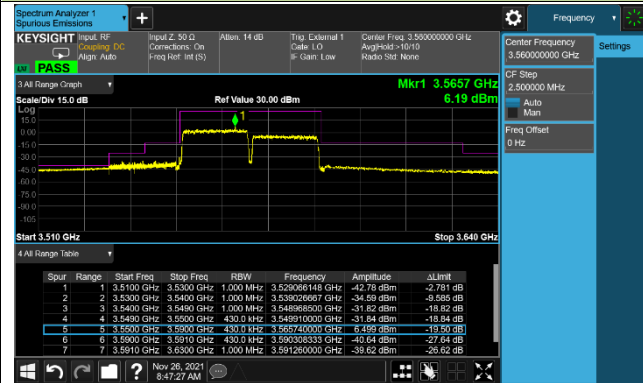 Spectrum Analyzer 1
Spurious Emissions
Frequency
KEYSIGHT
Input: RF
Coupling: DC
Align: Auto
Input Z: 50 Ω
Corrections: On
Freq Ref: Int (S)
Atten: 14 dB
Trig: External 1
Gate: LO
IF Gain: Low
Center Freq: 3.560000000 GHz
Avg|Hold:>10/10
Radio Std: None
PASS
Center Frequency
3.560000000 GHz
Settings
CF Step
2.500000 MHz
Auto
Man
Freq Offset
0 Hz
3 All Range Graph
Mkr1 3.5657 GHz
6.19 dBm
Scale/Div 15.0 dB
Ref Value 30.00 dBm
Log
15.0
0.00
-15.0
-30.0
-45.0
-60.0
-75.0
-90.0
-105
1
Start 3.510 GHz
Stop 3.640 GHz
4 All Range Table
Spur Range Start Freq Stop Freq RBW Frequency Amplitude ΔLimit
1 1 3.5100 GHz 3.5300 GHz 1.000 MHz 3.529066148 GHz -42.78 dBm -2.781 dB
2 2 3.5300 GHz 3.5400 GHz 1.000 MHz 3.539026667 GHz -34.59 dBm -9.585 dB
3 3 3.5400 GHz 3.5490 GHz 1.000 MHz 3.548968500 GHz -31.82 dBm -18.82 dB
4 4 3.5490 GHz 3.5500 GHz 430.0 kHz 3.549910000 GHz -31.84 dBm -18.84 dB
5 5 3.5500 GHz 3.5900 GHz 430.0 kHz 3.565740000 GHz 6.499 dBm -19.50 dB
6 6 3.5900 GHz 3.5910 GHz 430.0 kHz 3.590308333 GHz -40.64 dBm -27.64 dB
7 7 3.5910 GHz 3.6300 GHz 1.000 MHz 3.591260000 GHz -39.62 dBm -26.62 dB
Nov 26, 2021
8:47:27 AM